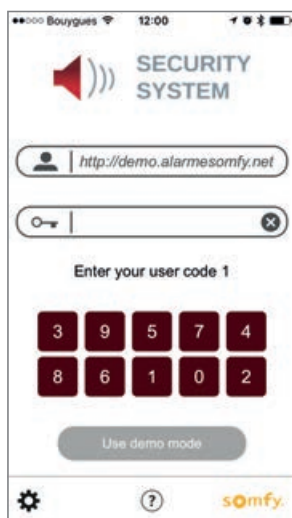 Bouygues 12:00
SECURITY
SYSTEM
http://demo.alarmesomfy.net
Enter your user code 1
3 9 5 7 4
8 6 1 0 2
Use demo mode
? somfy.